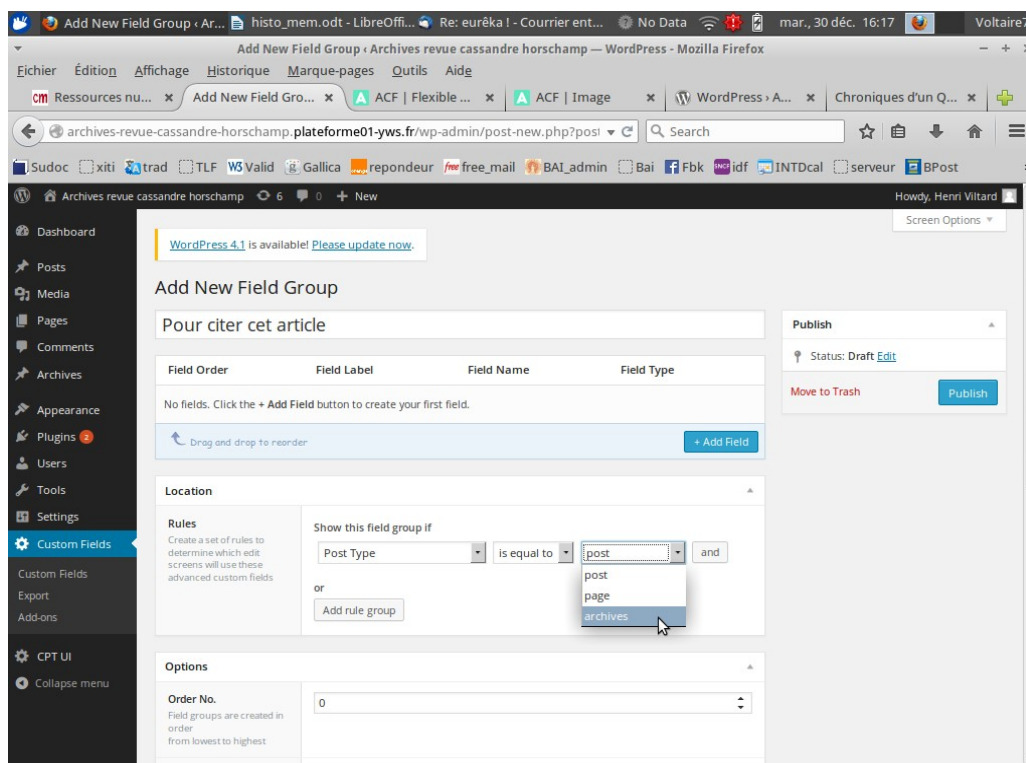 Add New Field Group ‹ Ar... histo_mem.odt - LibreOffi... Re: eurêka ! - Courrier ent... No Data mar., 30 déc. 16:17 Voltaire
Add New Field Group ‹ Archives revue cassandre horschamp — WordPress - Mozilla Firefox
Fichier Édition Affichage Historique Marque-pages Outils Aide
cm Ressources nu... Add New Field Gro... ACF | Flexible ... ACF | Image WordPress › A... Chroniques d'un Q...
archives-revue-cassandre-horschamp.plateforme01-yws.fr/wp-admin/post-new.php?post Search
Sudoc xiti trad TLF W3 Valid Gallica repondeur free free_mail BAI_admin Bai Fbk SNCF idf INTDcal serveur BPost
Archives revue cassandre horschamp 6 0 + New Howdy, Henri Viltard
Screen Options
Dashboard
Posts
Media
Pages
Comments
Archives
Appearance
Plugins 2
Users
Tools
Settings
Custom Fields
Custom Fields
Export
Add-ons
CPT UI
Collapse menu
WordPress 4.1 is available! Please update now.
Add New Field Group
Pour citer cet article
Field Order Field Label Field Name Field Type
No fields. Click the + Add Field button to create your first field.
Drag and drop to reorder + Add Field
Location
Rules
Create a set of rules to
determine which edit
screens will use these
advanced custom fields
Show this field group if
Post Type is equal to post and
post
page
archives
or
Add rule group
Options
Order No.
Field groups are created in
order
from lowest to highest
0
Publish
Status: Draft Edit
Move to Trash Publish